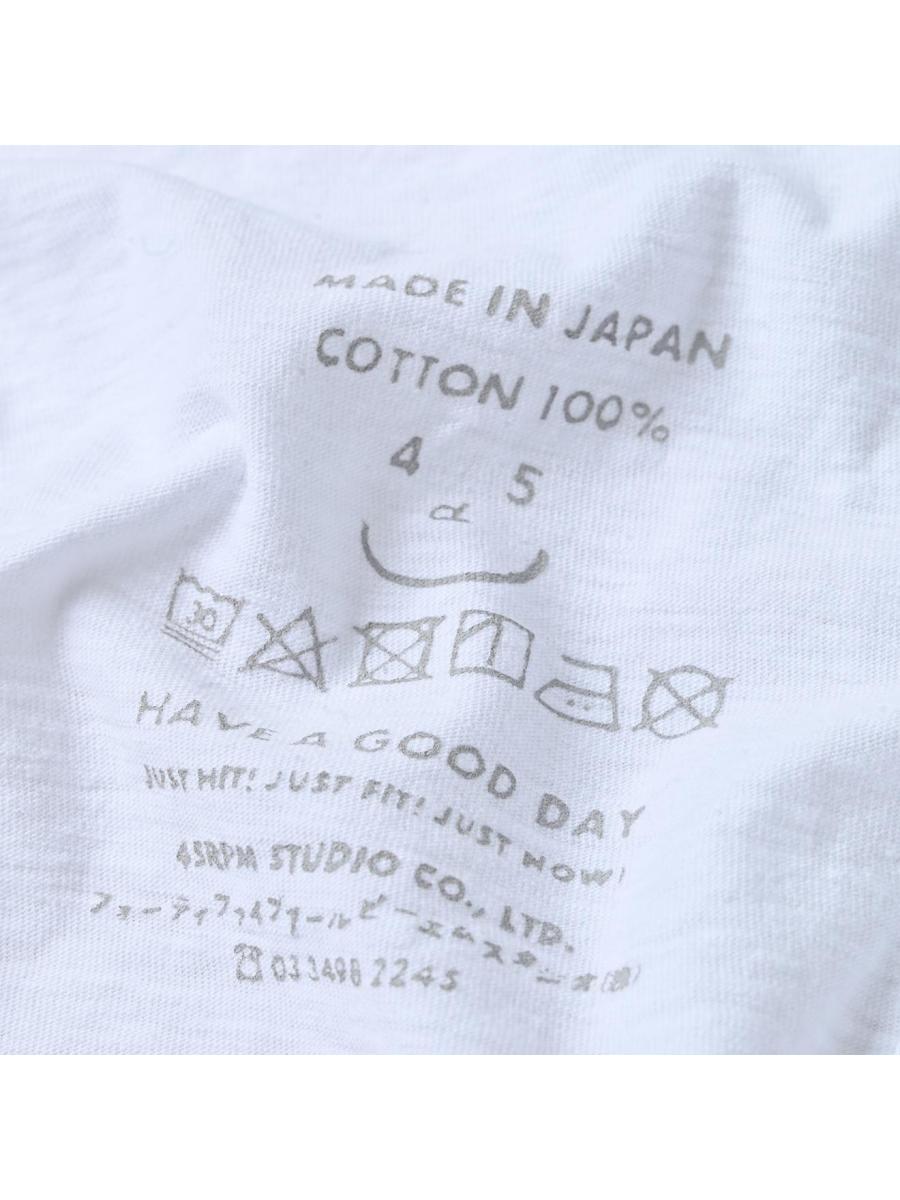 MADE IN JAPAN
COTTON 100%
4 5
d
30
HAVE A GOOD DAY
JUST HIT! JUST FIT! JUST NOW!
45RPM STUDIO CO., LTD.
フォーティファイブアールピーエムスタジオ(株)
☎ 03 3498 2245